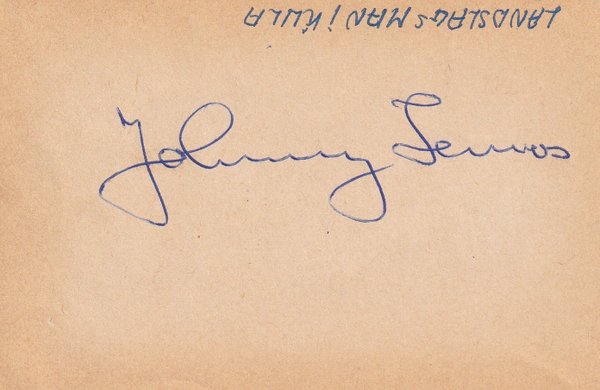 LANDSLAGSMAN i KULA
Johnny Lemos